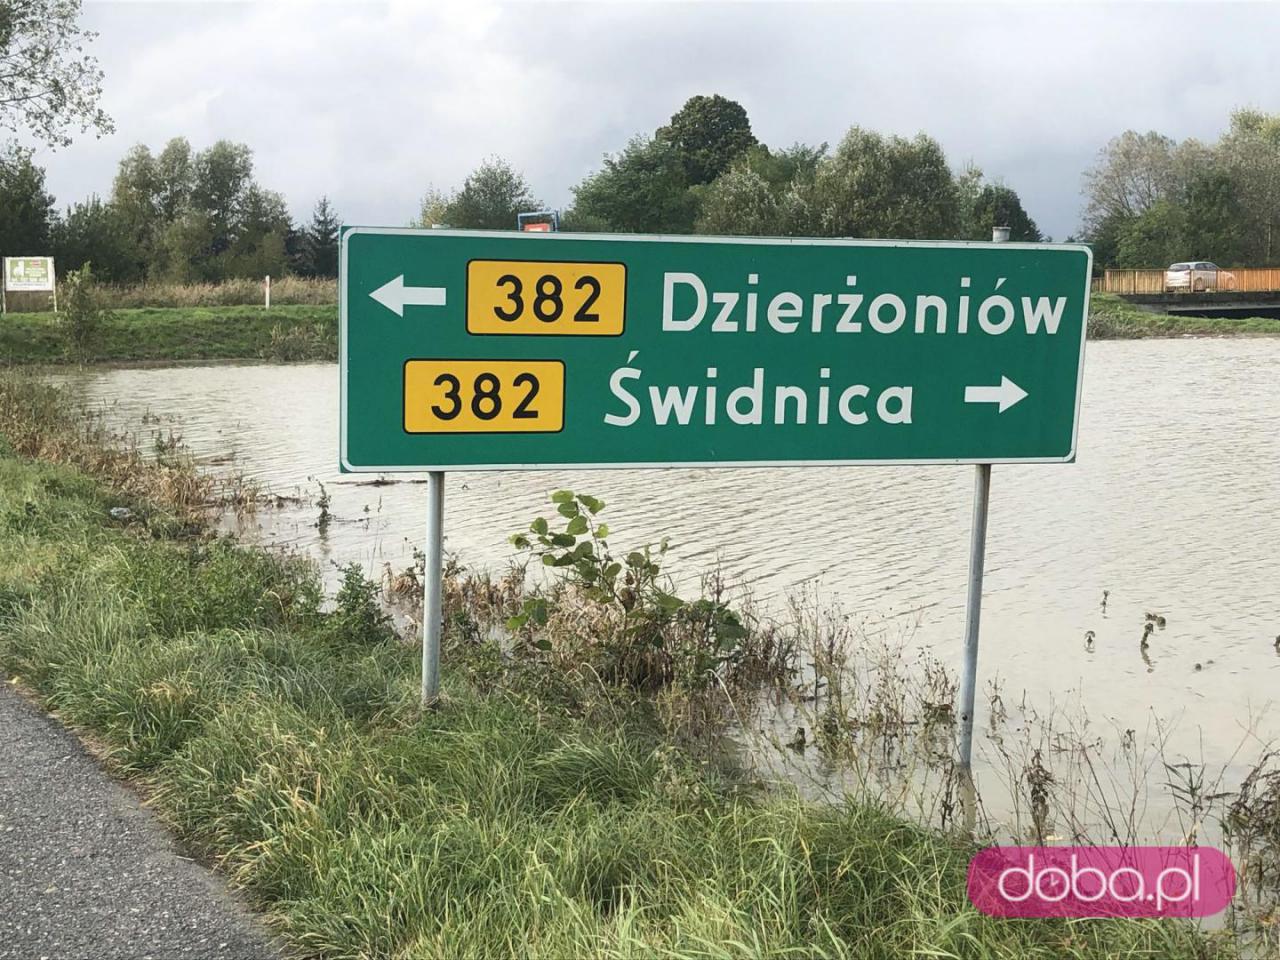 382 Dzierżoniów
382 Świdnica
doba.pl